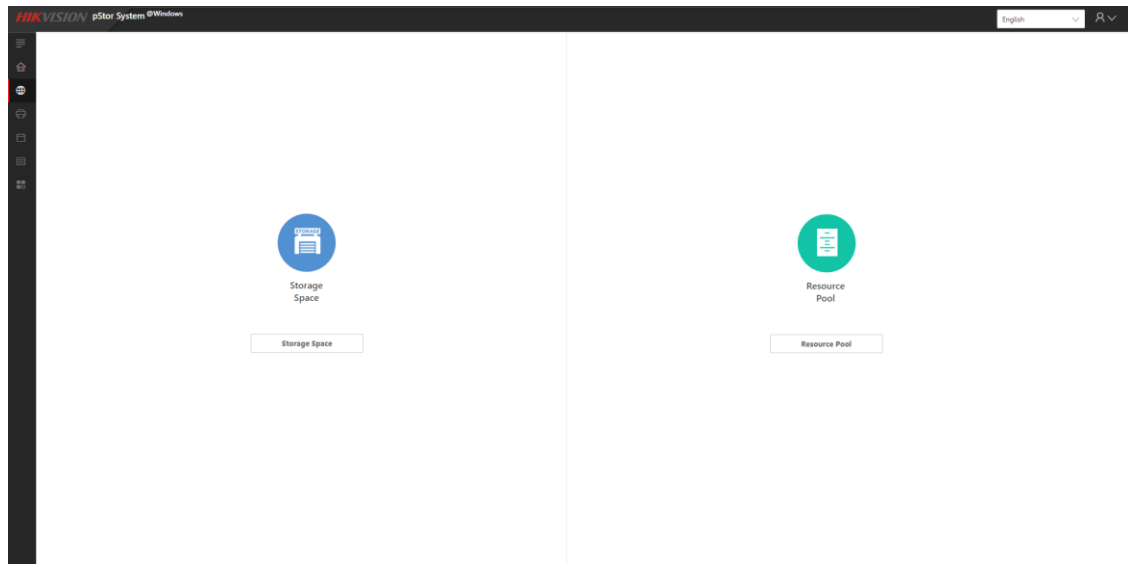 HIKVISION pStor System @Windows
English
STORAGE
Storage
Space
Resource
Pool
Storage Space
Resource Pool